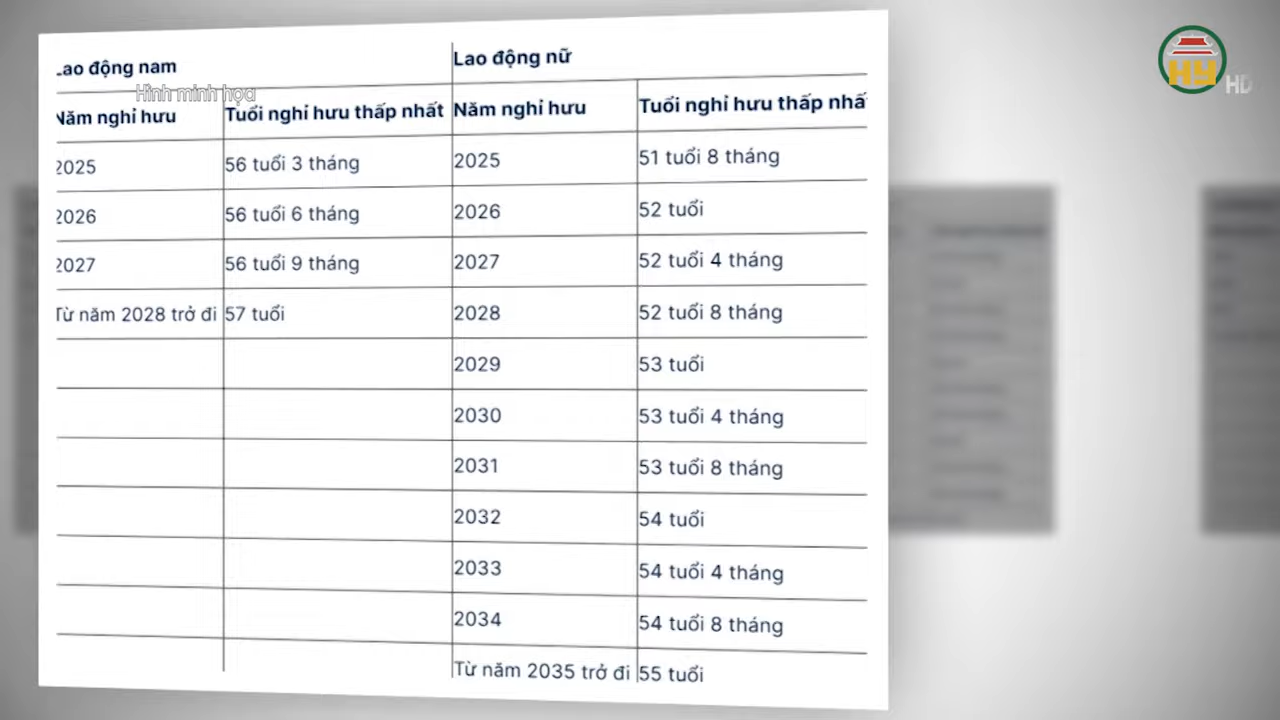 Lao động nam Lao động nữ
Hình minh họa
Năm nghỉ hưu Tuổi nghỉ hưu thấp nhất Năm nghỉ hưu Tuổi nghỉ hưu thấp nhấ
2025 56 tuổi 3 tháng 2025 51 tuổi 8 tháng
2026 56 tuổi 6 tháng 2026 52 tuổi
2027 56 tuổi 9 tháng 2027 52 tuổi 4 tháng
Từ năm 2028 trở đi 57 tuổi 2028 52 tuổi 8 tháng
2029 53 tuổi
2030 53 tuổi 4 tháng
2031 53 tuổi 8 tháng
2032 54 tuổi
2033 54 tuổi 4 tháng
2034 54 tuổi 8 tháng
Từ năm 2035 trở đi 55 tuổi
HY
HD